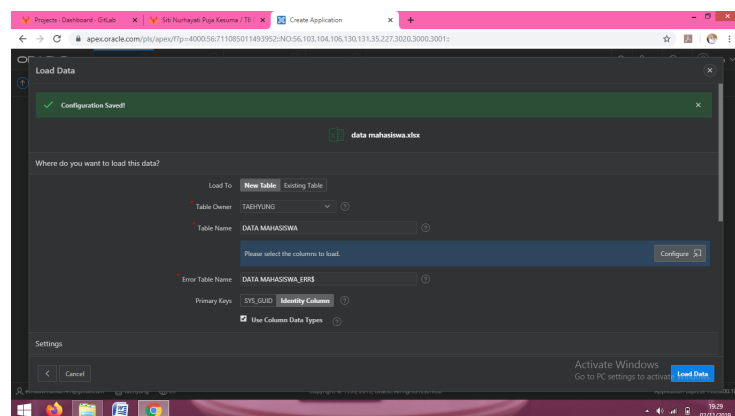 Projects - Dashboard - GitLab
Siti Nurhayati Puja Kesuma / TII
Create Application
apex.oracle.com/pls/apex/f?p=4000:56:711085011493952::NO:56,103,104,106,130,131,35,227,3020,3000,3001::
Load Data
Configuration Saved!
data mahasiswa.xlsx
Where do you want to load this data?
Load To New Table Existing Table
* Table Owner TAEHYUNG
* Table Name DATA MAHASISWA
Please select the columns to load. Configure
* Error Table Name DATA MAHASISWA_ERR$
Primary Keys SYS_GUID Identity Column
Use Column Data Types
Settings
Cancel
Load Data
Activate Windows
Go to PC settings to activate
19:29
02/11/2019